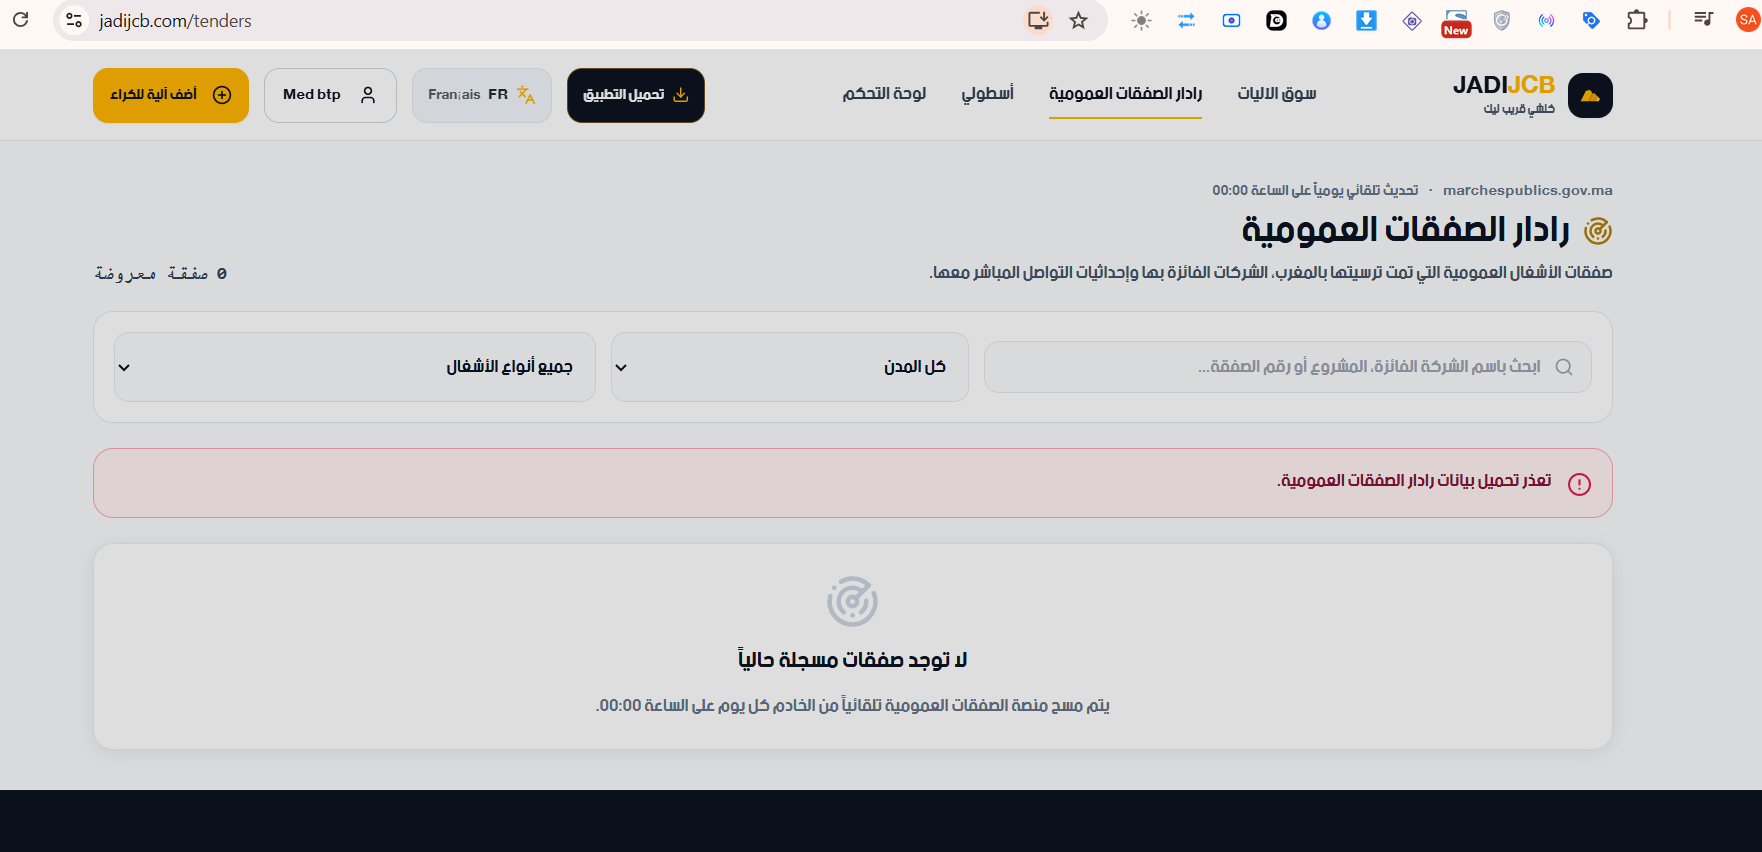 jadijcb.com/tenders
New
SA
JADIJCB
كلشي قريب ليك
سوق الاليات
رادار الصفقات العمومية
أسطولي
لوحة التحكم
تحميل التطبيق
Franہais FR
Med btp
أضف آلية للكراء
marchespublics.gov.ma · تحديث تلقائي يومياً على الساعة 00:00
رادار الصفقات العمومية
صفقات الأشغال العمومية التي تمت ترسيتها بالمغرب، الشركات الفائزة بها وإحداثيات التواصل المباشر معها.
0 صفقة معروضة
ابحث باسم الشركة الفائزة، المشروع أو رقم الصفقة...
كل المدن
جميع أنواع الأشغال
تعذر تحميل بيانات رادار الصفقات العمومية.
لا توجد صفقات مسجلة حالياً
يتم مسح منصة الصفقات العمومية تلقائياً من الخادم كل يوم على الساعة 00:00.